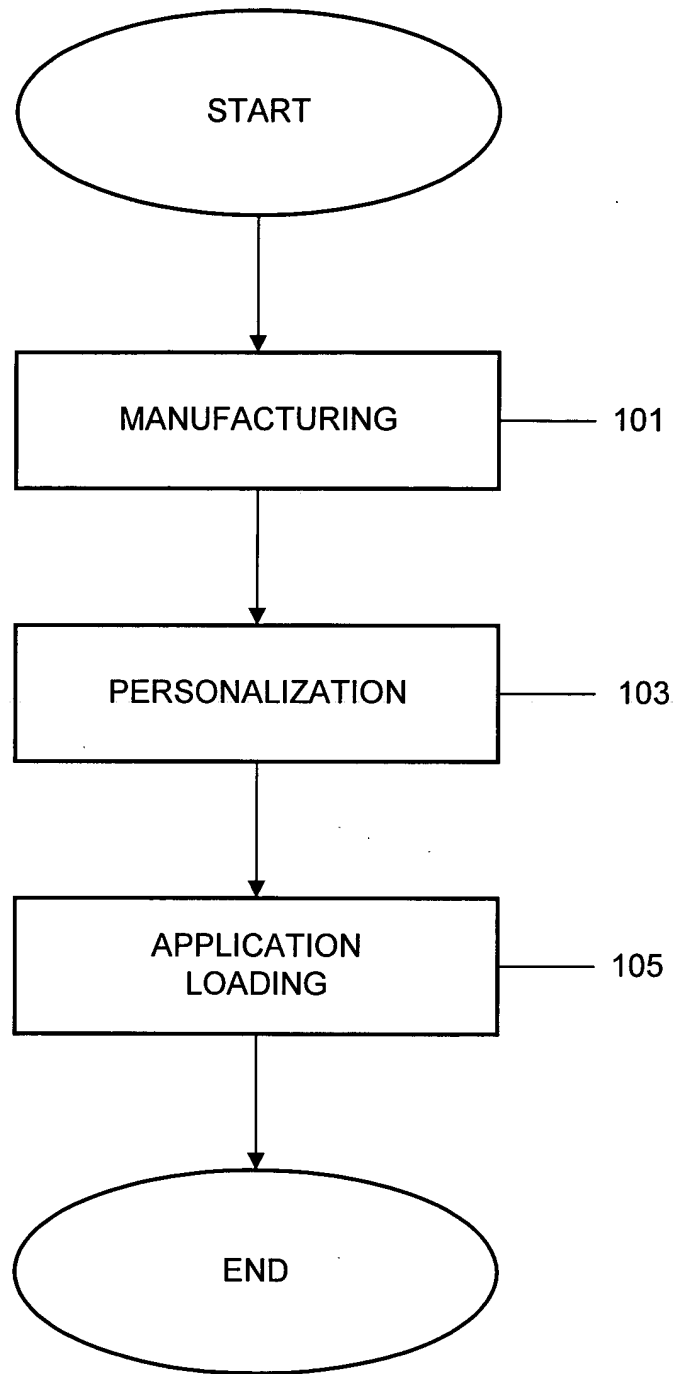 START
MANUFACTURING
101
PERSONALIZATION
103
APPLICATION
LOADING
105
END